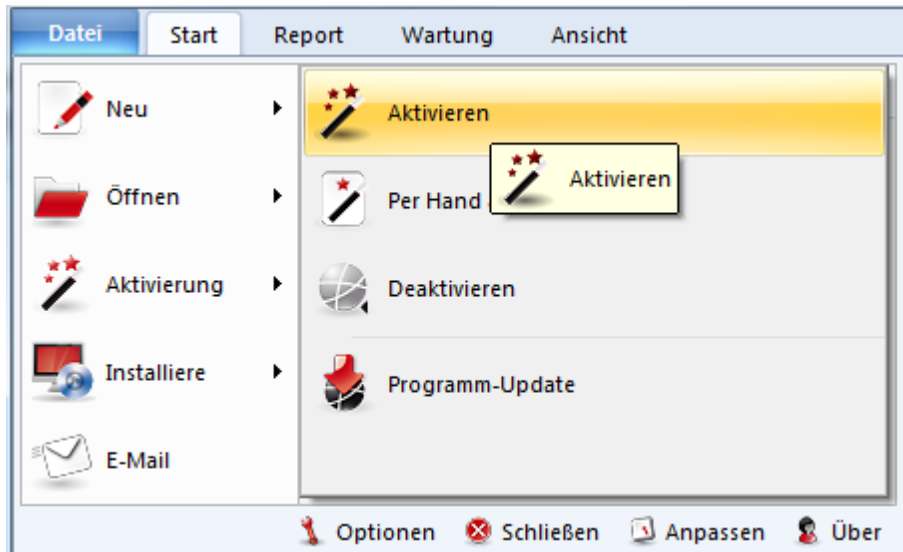 Datei Start Report Wartung Ansicht
Neu
Öffnen
Aktivierung
Installiere
E-Mail
Aktivieren
Aktivieren
Per Hand
Deaktivieren
Programm-Update
Optionen Schließen Anpassen Über